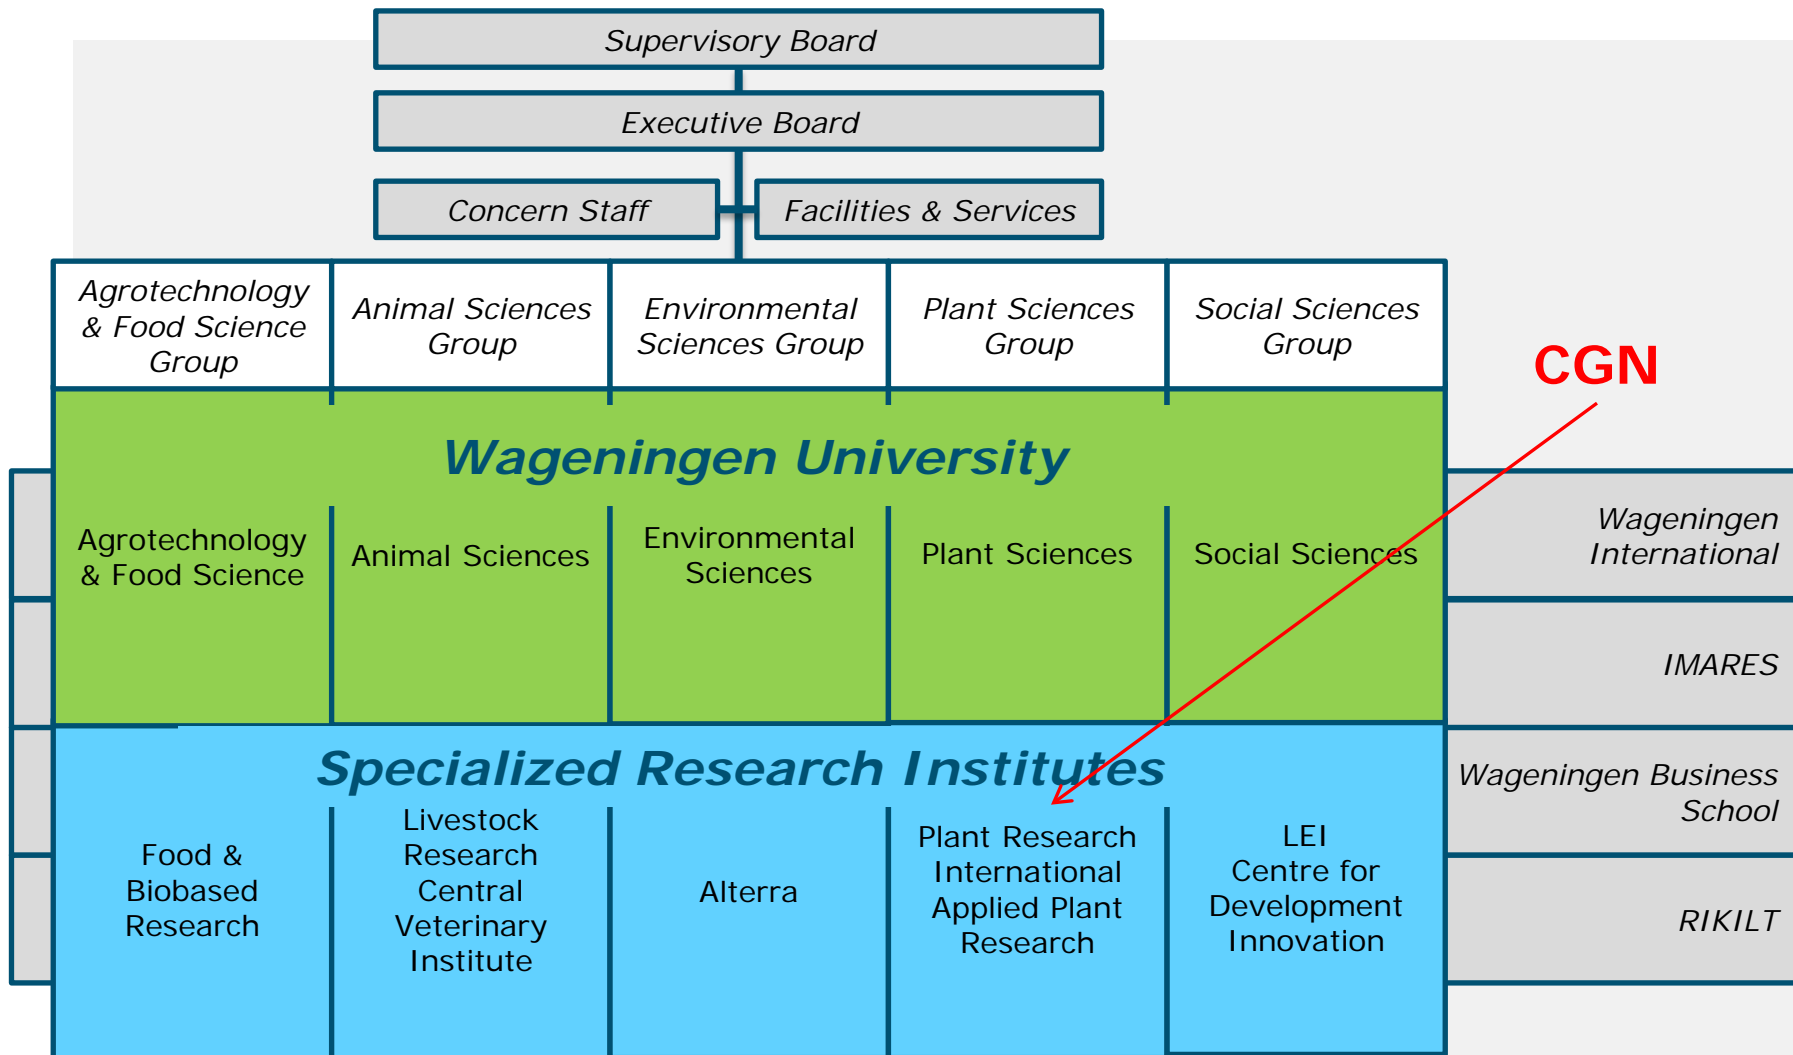 Supervisory Board
Executive Board
Concern Staff
Facilities & Services
Agrotechnology
& Food Science
Group
Animal Sciences
Group
Environmental
Sciences Group
Plant Sciences
Group
Social Sciences
Group
CGN
Wageningen University
Agrotechnology
& Food Science
Animal Sciences
Environmental
Sciences
Plant Sciences
Social Sciences
Wageningen
International
IMARES
Specialized Research Institutes
Food &
Biobased
Research
Livestock
Research
Central
Veterinary
Institute
Alterra
Plant Research
International
Applied Plant
Research
LEI
Centre for
Development
Innovation
Wageningen Business
School
RIKILT